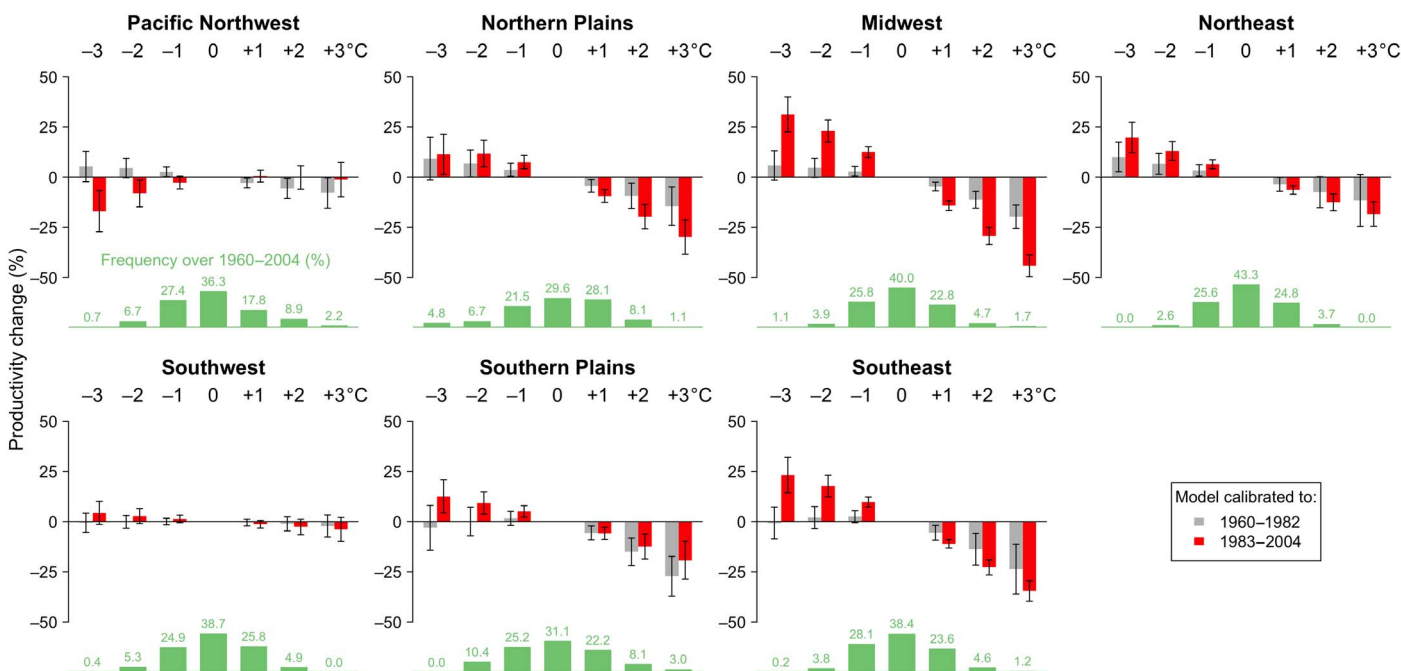 Pacific Northwest
–3 –2 –1 0 +1 +2 +3°C
50
25
0
–25
–50
Frequency over 1960–2004 (%)
0.7 6.7 27.4 36.3 17.8 8.9 2.2
Northern Plains
–3 –2 –1 0 +1 +2 +3°C
50
25
0
–25
–50
4.8 6.7 21.5 29.6 28.1 8.1 1.1
Midwest
–3 –2 –1 0 +1 +2 +3°C
50
25
0
–25
–50
1.1 3.9 25.8 40.0 22.8 4.7 1.7
Northeast
–3 –2 –1 0 +1 +2 +3°C
50
25
0
–25
–50
0.0 2.6 25.6 43.3 24.8 3.7 0.0
Productivity change (%)
Southwest
–3 –2 –1 0 +1 +2 +3°C
50
25
0
–25
–50
0.4 5.3 24.9 38.7 25.8 4.9 0.0
Southern Plains
–3 –2 –1 0 +1 +2 +3°C
50
25
0
–25
–50
0.0 10.4 25.2 31.1 22.2 8.1 3.0
Southeast
–3 –2 –1 0 +1 +2 +3°C
50
25
0
–25
–50
0.2 3.8 28.1 38.4 23.6 4.6 1.2
Model calibrated to:
1960–1982
1983–2004